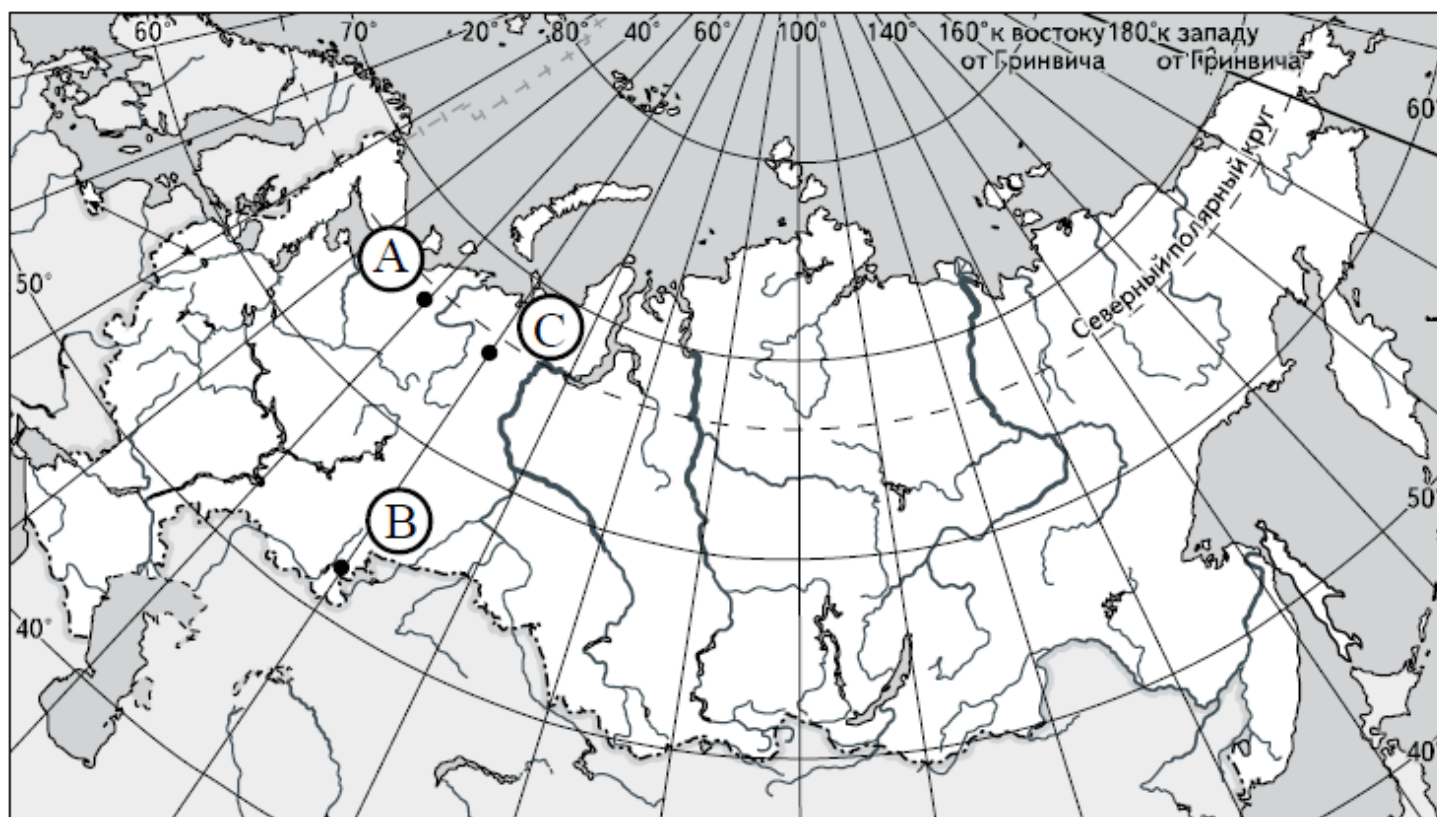 60° 70° 20° 80° 40° 60° 100° 140° 160° к востоку 180° к западу
от Гринвича от Гринвича
60°
50°
40°
A
C
B
Северный полярный круг
50°
40°